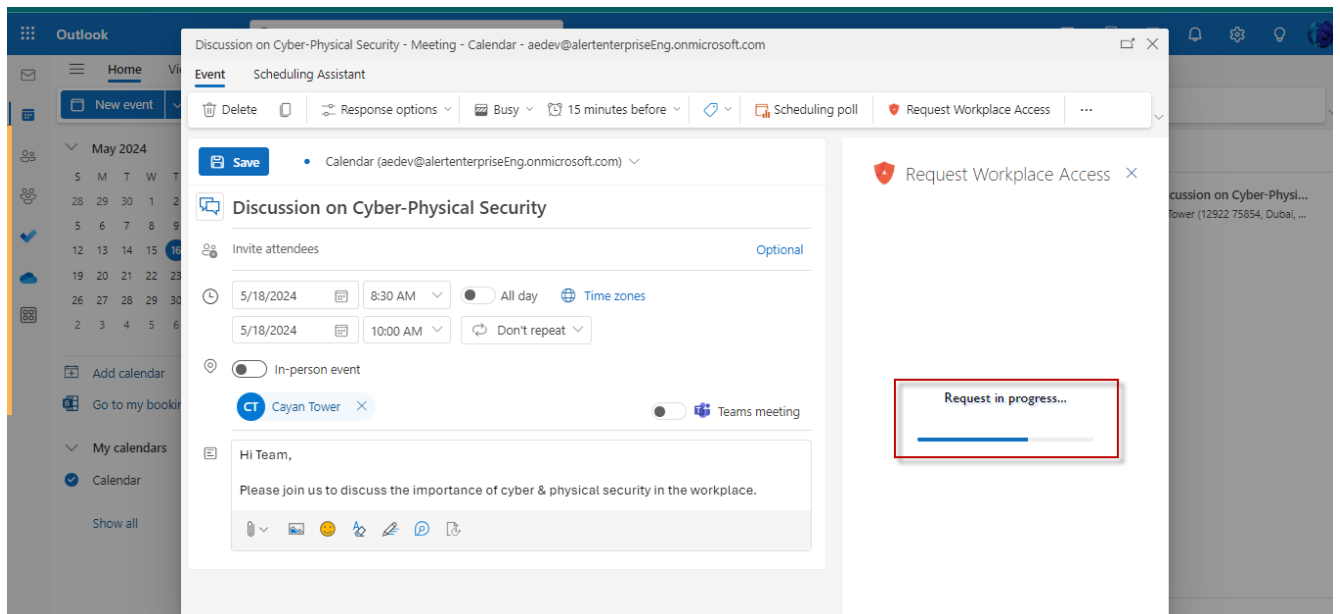 Outlook
Discussion on Cyber-Physical Security - Meeting - Calendar - aedev@alertenterpriseEng.onmicrosoft.com
Home
Event Scheduling Assistant
New event
Delete Response options Busy 15 minutes before Scheduling poll Request Workplace Access ...
May 2024
S M T W T
28 29 30 1 2
5 6 7 8 9
12 13 14 15 16
19 20 21 22 23
26 27 28 29 30
2 3 4 5 6
Add calendar
Go to my
My calendars
Calendar
Show all
Save Calendar (aedev@alertenterpriseEng.onmicrosoft.com)
Discussion on Cyber-Physical Security
Invite attendees Optional
5/18/2024 8:30 AM All day Time zones
5/18/2024 10:00 AM Don't repeat
In-person event
CT Cayan Tower
Teams meeting
Hi Team,
Please join us to discuss the importance of cyber & physical security in the workplace.
Request Workplace Access
Request in progress...
on Cyber-Physi...
Tower (12922 75854, Dubai, ...